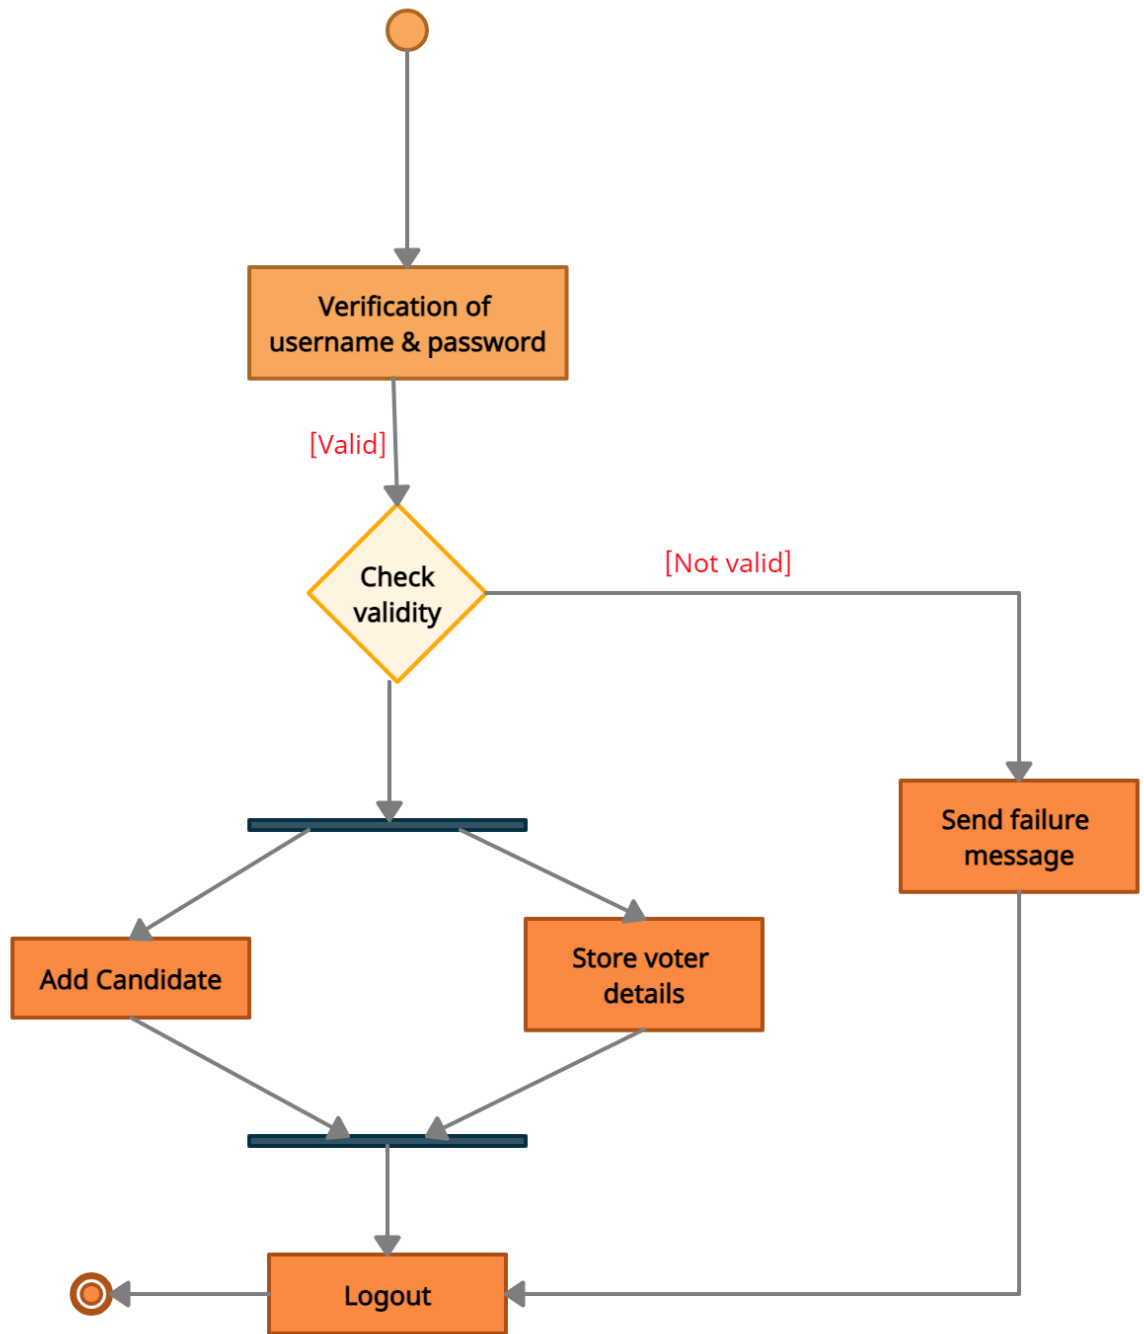 Verification of
username & password
[Valid]
Check
validity
[Not valid]
Send failure
message
Add Candidate
Store voter
details
Logout